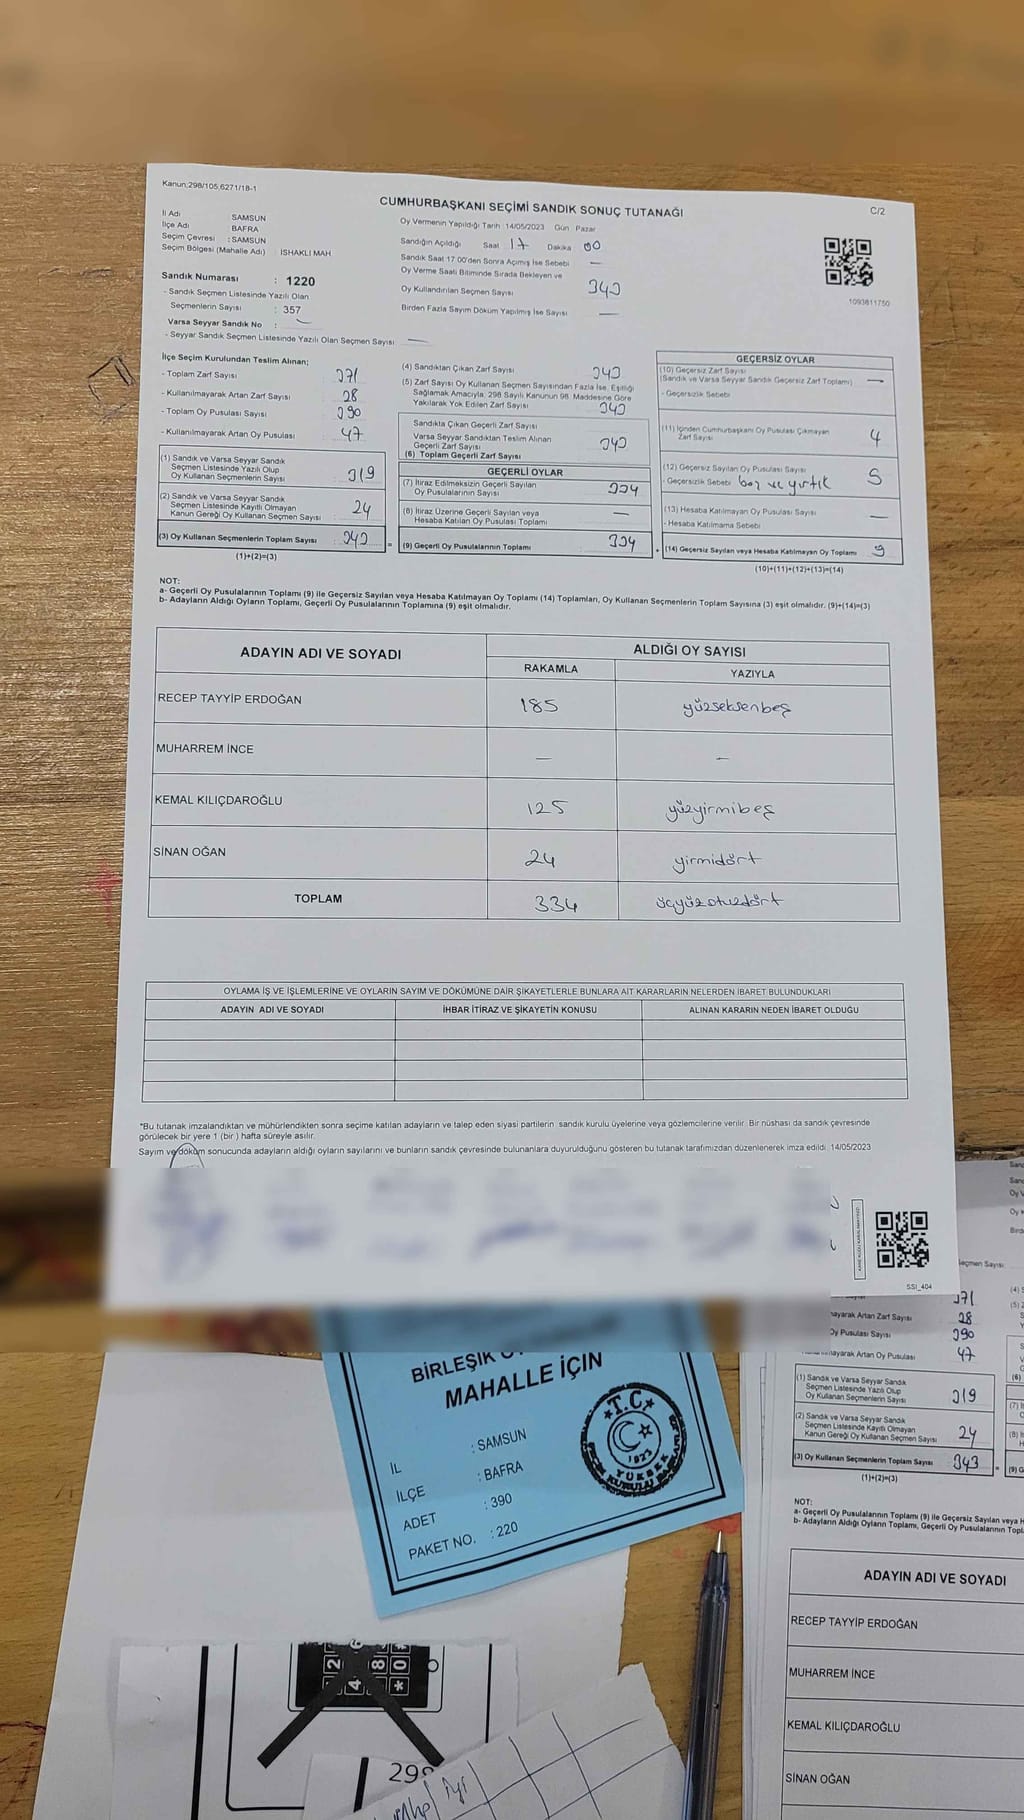 Kanun;298/105,6271/18-1
CUMHURBAŞKANI SEÇİMİ SANDIK SONUÇ TUTANAĞI
C/2
İl Adı SAMSUN
İlçe Adı BAFRA
Seçim Çevresi : SAMSUN
Seçim Bölgesi (Mahalle Adı) İSHAKLI MAH
Sandık Numarası : 1220
- Sandık Seçmen Listesinde Yazılı Olan
Seçmenlerin Sayısı : 357
Varsa Seyyar Sandık No : —
- Seyyar Sandık Seçmen Listesinde Yazılı Olan Seçmen Sayısı —
Oy Vermenin Yapıldığı Tarih 14/05/2023 Gün Pazar
Sandığın Açıldığı Saat 17 Dakika 00
Sandık Saat 17 00'den Sonra Açımış İse Sebebi —
Oy Verme Saati Bitiminde Sırada Bekleyen ve
Oy Kullandırılan Seçmen Sayısı 343
Birden Fazla Sayım Döküm Yapılmış İse Sayısı —
1093811750
İlçe Seçim Kurulundan Teslim Alınan;
- Toplam Zarf Sayısı 371
- Kullanılmayarak Artan Zarf Sayısı 28
- Toplam Oy Pusulası Sayısı 390
- Kullanılmayarak Artan Oy Pusulası 47
(1) Sandık ve Varsa Seyyar Sandık
Seçmen Listesinde Yazılı Olup
Oy Kullanan Seçmenlerin Sayısı 319
(2) Sandık ve Varsa Seyyar Sandık
Seçmen Listesinde Kayıtlı Olmayan
Kanun Gereği Oy Kullanan Seçmen Sayısı 24
(3) Oy Kullanan Seçmenlerin Toplam Sayısı 343 =
(1)+(2)=(3)
(4) Sandıktan Çıkan Zarf Sayısı 343
(5) Zarf Sayısı Oy Kullanan Seçmen Sayısından Fazla İse, Eşitliği
Sağlamak Amacıyla; 298 Sayılı Kanunun 98. Maddesine Göre
Yakılarak Yok Edilen Zarf Sayısı 343
Sandıkta Çıkan Geçerli Zarf Sayısı
Varsa Seyyar Sandıktan Teslim Alınan
Geçerli Zarf Sayısı 343
(6) Toplam Geçerli Zarf Sayısı
GEÇERLİ OYLAR
(7) İtiraz Edilmeksizin Geçerli Sayılan
Oy Pusulalarının Sayısı 334
(8) İtiraz Üzerine Geçerli Sayılan veya
Hesaba Katılan Oy Pusulası Toplamı —
(9) Geçerli Oy Pusulalarının Toplamı 334 +
GEÇERSİZ OYLAR
(10) Geçersiz Zarf Sayısı
(Sandık ve Varsa Seyyar Sandık Geçersiz Zarf Toplamı) —
- Geçersizlik Sebebi
(11) İçinden Cumhurbaşkanı Oy Pusulası Çıkmayan
Zarf Sayısı 4
(12) Geçersiz Sayılan Oy Pusulası Sayısı 5
- Geçersizlik Sebebi boş ve yırtık
(13) Hesaba Katılmayan Oy Pusulası Sayısı —
- Hesaba Katılmama Sebebi
(14) Geçersiz Sayılan veya Hesaba Katılmayan Oy Toplamı 9
(10)+(11)+(12)+(13)=(14)
NOT:
a- Geçerli Oy Pusulalarının Toplamı (9) ile Geçersiz Sayılan veya Hesaba Katılmayan Oy Toplamı (14) Toplamları, Oy Kullanan Seçmenlerin Toplam Sayısına (3) eşit olmalıdır. (9)+(14)=(3)
b- Adayların Aldığı Oyların Toplamı, Geçerli Oy Pusulalarının Toplamına (9) eşit olmalıdır.
ADAYIN ADI VE SOYADI ALDIĞI OY SAYISI
RAKAMLA YAZIYLA
RECEP TAYYİP ERDOĞAN 185 yüzseksenbeş
MUHARREM İNCE — —
KEMAL KILIÇDAROĞLU 125 yüzyirmibeş
SİNAN OĞAN 24 yirmidört
TOPLAM 334 üçyüzotuzdört
OYLAMA İŞ VE İŞLEMLERİNE VE OYLARIN SAYIM VE DÖKÜMÜNE DAİR ŞİKAYETLERLE BUNLARA AİT KARARLARIN NELERDEN İBARET BULUNDUKLARI
ADAYIN ADI VE SOYADI İHBAR İTİRAZ VE ŞİKAYETİN KONUSU ALINAN KARARIN NEDEN İBARET OLDUĞU
*Bu tutanak imzalandıktan ve mühürlendikten sonra seçime katılan adayların ve talep eden siyasi partilerin sandık kurulu üyelerine veya gözlemcilerine verilir. Bir nüshası da sandık çevresinde
görülecek bir yere 1 (bir ) hafta süreyle asılır.
Sayım ve döküm sonucunda adayların aldığı oyların sayılarını ve bunların sandık çevresinde bulunanlara duyurulduğunu gösteren bu tutanak tarafımızdan düzenlenerek imza edildi. 14/05/2023
SSİ_404
BİRLEŞİK
MAHALLE İÇİN
İL : SAMSUN
İLÇE : BAFRA
ADET : 390
PAKET NO. : 220
T.C.
1923
YÜKSEK
SEÇİM KURULU BAŞKANLIĞI
Seçmen Sayısı
371
mayarak Artan Zarf Sayısı 28
Oy Pusulası Sayısı 390
mayarak Artan Oy Pusulası 47
(1) Sandık ve Varsa Seyyar Sandık
Seçmen Listesinde Yazılı Olup
Oy Kullanan Seçmenlerin Sayısı 319
(2) Sandık ve Varsa Seyyar Sandık
Seçmen Listesinde Kayıtlı Olmayan
Kanun Gereği Oy Kullanan Seçmen Sayısı 24
(3) Oy Kullanan Seçmenlerin Toplam Sayısı 343 =
(1)+(2)=(3)
(4)
(5)
(6)
(7)
(8)
(9)
NOT:
a- Geçerli Oy Pusulalarının Toplamı (9) ile Geçersiz Sayılan veya
b- Adayların Aldığı Oyların Toplamı, Geçerli Oy Pusulalarının
ADAYIN ADI VE SOYADI
RECEP TAYYİP ERDOĞAN
MUHARREM İNCE
KEMAL KILIÇDAROĞLU
SİNAN OĞAN
2
4 8
* 0